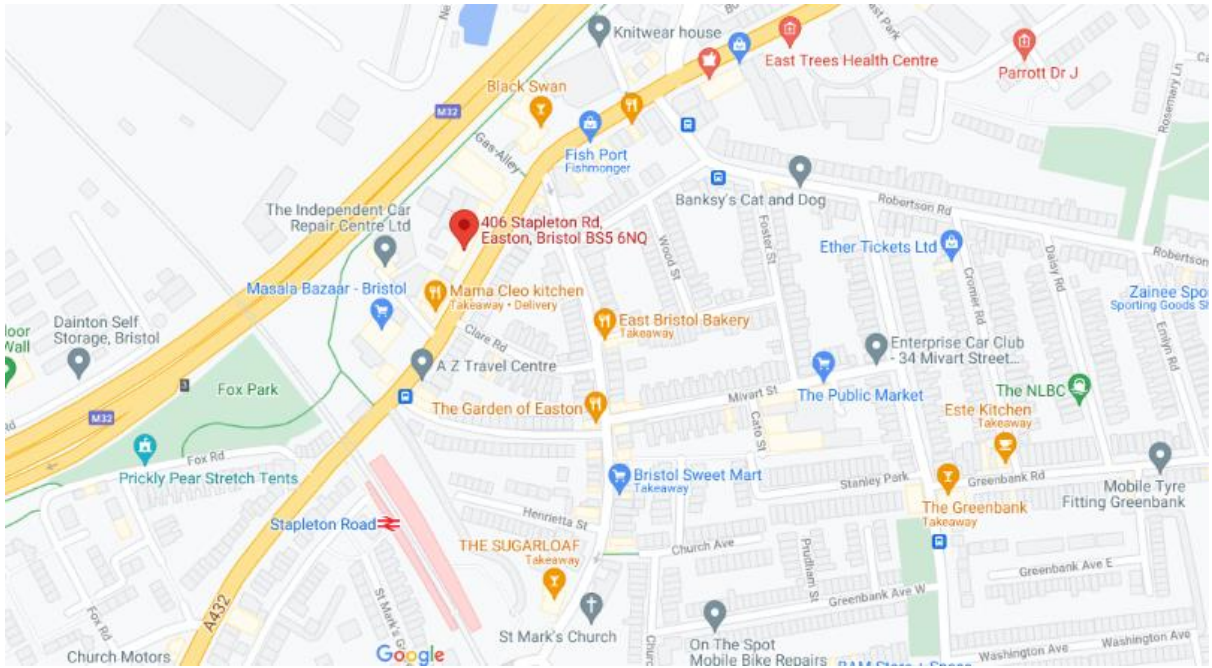 Knitwear house
East Trees Health Centre
Parrott Dr J
Rosemary Ln
Black Swan
M32
Gas-Alley
Fish Port
Fishmonger
Banksy's Cat and Dog
Robertson Rd
Robertson
The Independent Car
Repair Centre Ltd
406 Stapleton Rd,
Easton, Bristol BS5 6NQ
Wood St
Foster St
Ether Tickets Ltd
Cromer Rd
Daisy Rd
Emlyn Rd
Masala Bazaar - Bristol
Mama Cleo kitchen
Takeaway • Delivery
Zainee Spo
Sporting Goods Sh
Dainton Self
Storage, Bristol
Wall
Clare Rd
East Bristol Bakery
Takeaway
Enterprise Car Club
- 34 Mivart Street...
A Z Travel Centre
3
Fox Park
The Public Market
The NLBC
M32
The Garden of Easton
Mivart St
Cato St
Este Kitchen
Takeaway
Fox Rd
Prickly Pear Stretch Tents
Bristol Sweet Mart
Takeaway
Stanley Park
Greenbank Rd
Mobile Tyre
Fitting Greenbank
The Greenbank
Takeaway
Stapleton Road
Henrietta St
THE SUGARLOAF
Takeaway
Church Ave
Prudham St
Greenbank Ave E
Greenbank Ave W
A432
Fox Rd
St Mark's G
St Mark's Church
Church
On The Spot
Mobile Bike Repairs
Washington Ave
Washington Ave
Church Motors
Google